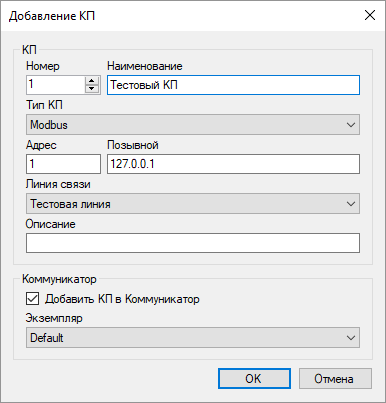 Добавление КП
КП
Номер Наименование
1 Тестовый КП
Тип КП
Modbus
Адрес Позывной
1 127.0.0.1
Линия связи
Тестовая линия
Описание
Коммуникатор
Добавить КП в Коммуникатор
Экземпляр
Default
OK Отмена